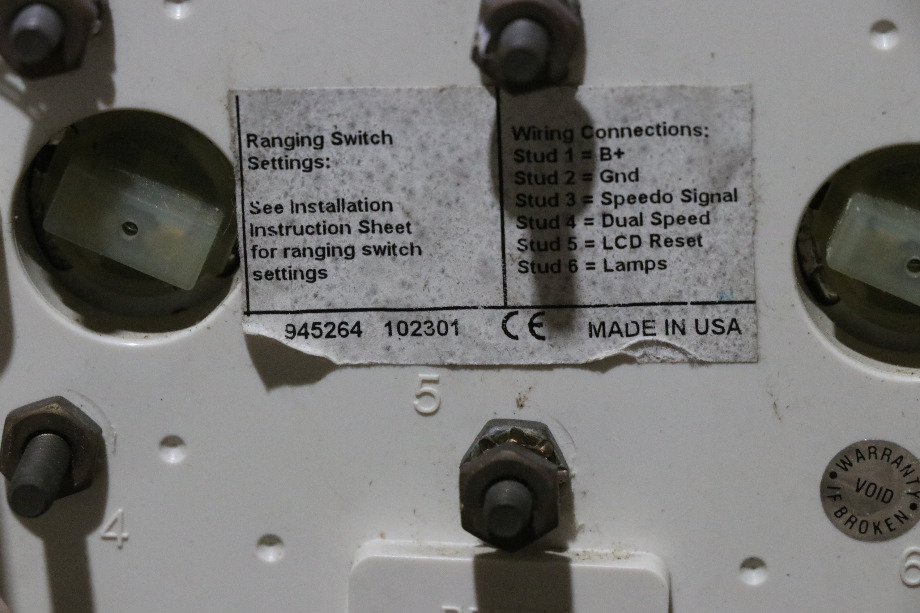 Ranging Switch
Settings:
See Installation
Instruction Sheet
for ranging switch
settings
Wiring Connections:
Stud 1 = B+
Stud 2 = Gnd
Stud 3 = Speedo Signal
Stud 4 = Dual Speed
Stud 5 = LCD Reset
Stud 6 = Lamps
945264 102301 CE MADE IN USA
5
4
WARRANTY
VOID
IF BROKEN
6